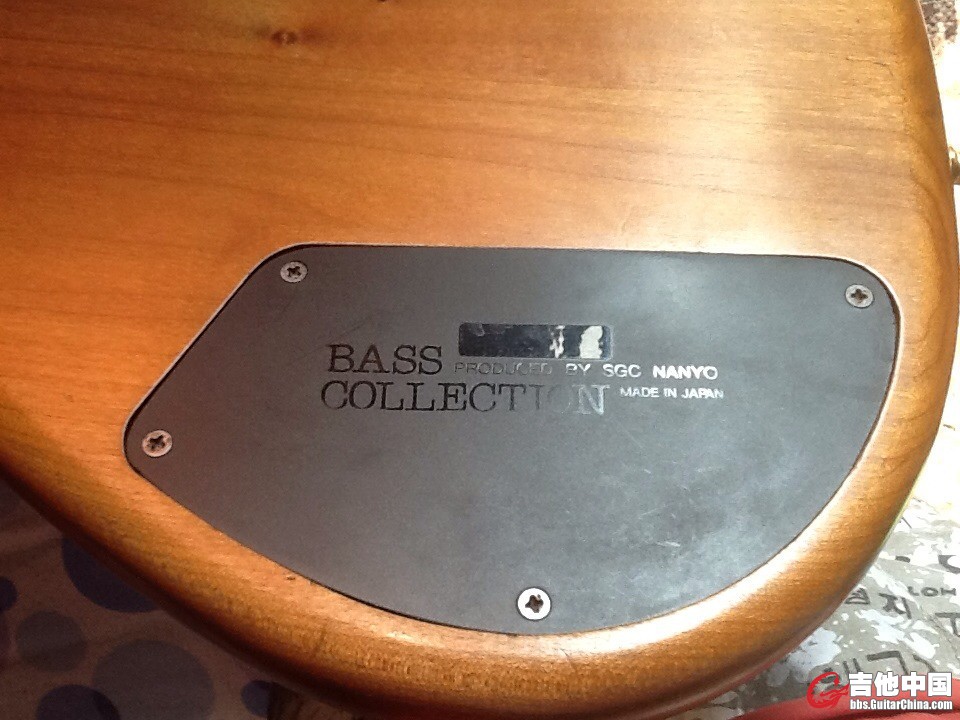 BASS
PRODUCED BY SGC NANYO
COLLECTION
MADE IN JAPAN
吉他中国
bbs.GuitarChina.com